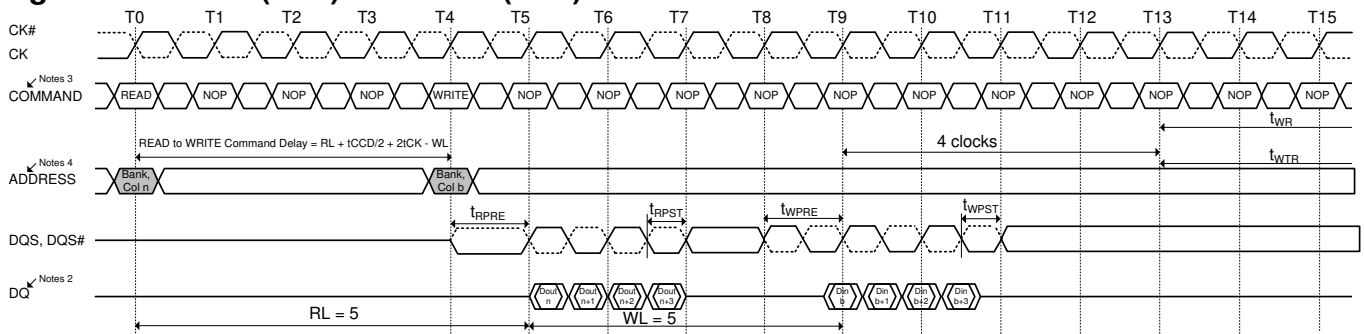 T0 T1 T2 T3 T4 T5 T6 T7 T8 T9 T10 T11 T12 T13 T14 T15
CK#
CK
Notes 3
COMMAND READ NOP NOP NOP WRITE NOP NOP NOP NOP NOP NOP NOP NOP NOP NOP NOP
tWR
READ to WRITE Command Delay = RL + tCCD/2 + 2tCK - WL
4 clocks
tWTR
Notes 4
ADDRESS
Bank, Col n
Bank, Col b
tRPRE tRPST tWPRE tWPST
DQS, DQS#
Notes 2
DQ
Dout n
Dout n+1
Dout n+2
Dout n+3
Din b
Din b+1
Din b+2
Din b+3
RL = 5 WL = 5